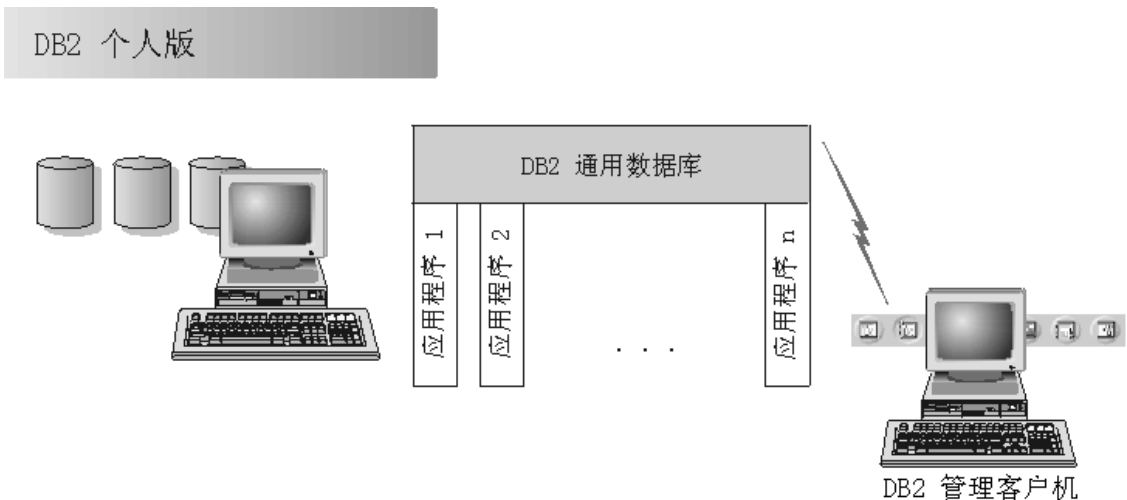 DB2 个人版
DB2 通用数据库
应用程序 1
应用程序 2
. . .
应用程序 n
DB2 管理客户机